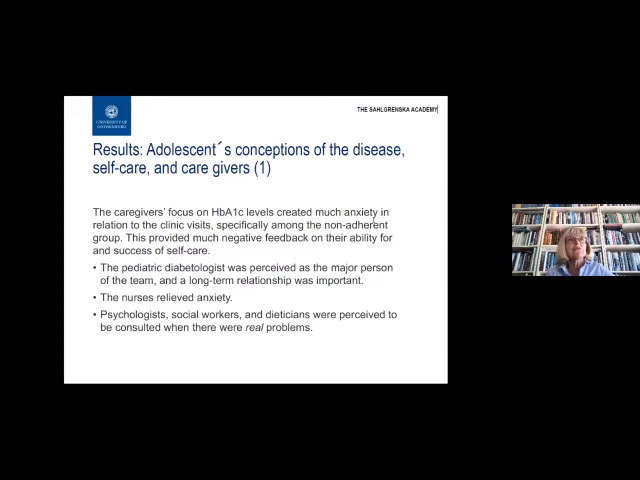 UNIVERSITY OF
GOTHENBURG
THE SAHLGRENSKA ACADEMY
Results: Adolescent´s conceptions of the disease,
self-care, and care givers (1)
The caregivers' focus on HbA1c levels created much anxiety in
relation to the clinic visits, specifically among the non-adherent
group. This provided much negative feedback on their ability for
and success of self-care.
• The pediatric diabetologist was perceived as the major person
of the team, and a long-term relationship was important.
• The nurses relieved anxiety.
• Psychologists, social workers, and dieticians were perceived to
be consulted when there were real problems.